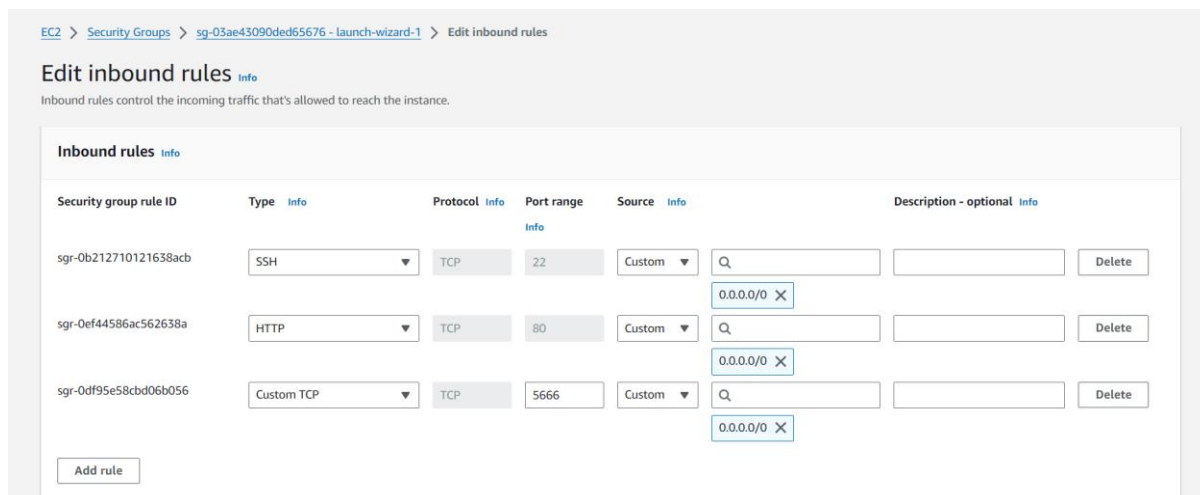 EC2 > Security Groups > sg-03ae43090ded65676 - launch-wizard-1 > Edit inbound rules
Edit inbound rules Info
Inbound rules control the incoming traffic that's allowed to reach the instance.
Inbound rules Info
Security group rule ID Type Info Protocol Info Port range Info Source Info Description - optional Info
sgr-0b212710121638acb SSH TCP 22 Custom Delete
0.0.0.0/0
sgr-0ef44586ac562638a HTTP TCP 80 Custom Delete
0.0.0.0/0
sgr-0df95e58cbd06b056 Custom TCP TCP 5666 Custom Delete
0.0.0.0/0
Add rule